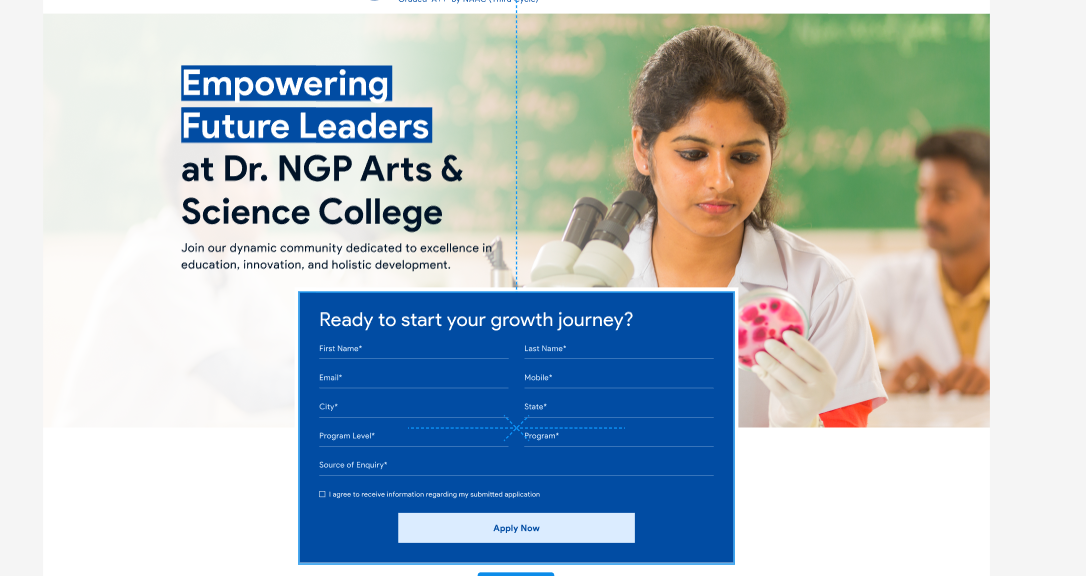 Graded "A++" by NAAC (Third Cycle)
Empowering
Future Leaders
at Dr. NGP Arts &
Science College
Join our dynamic community dedicated to excellence in
education, innovation, and holistic development.
Ready to start your growth journey?
First Name*
Last Name*
Email*
Mobile*
City*
State*
Program Level*
Program*
Source of Enquiry*
I agree to receive information regarding my submitted application
Apply Now